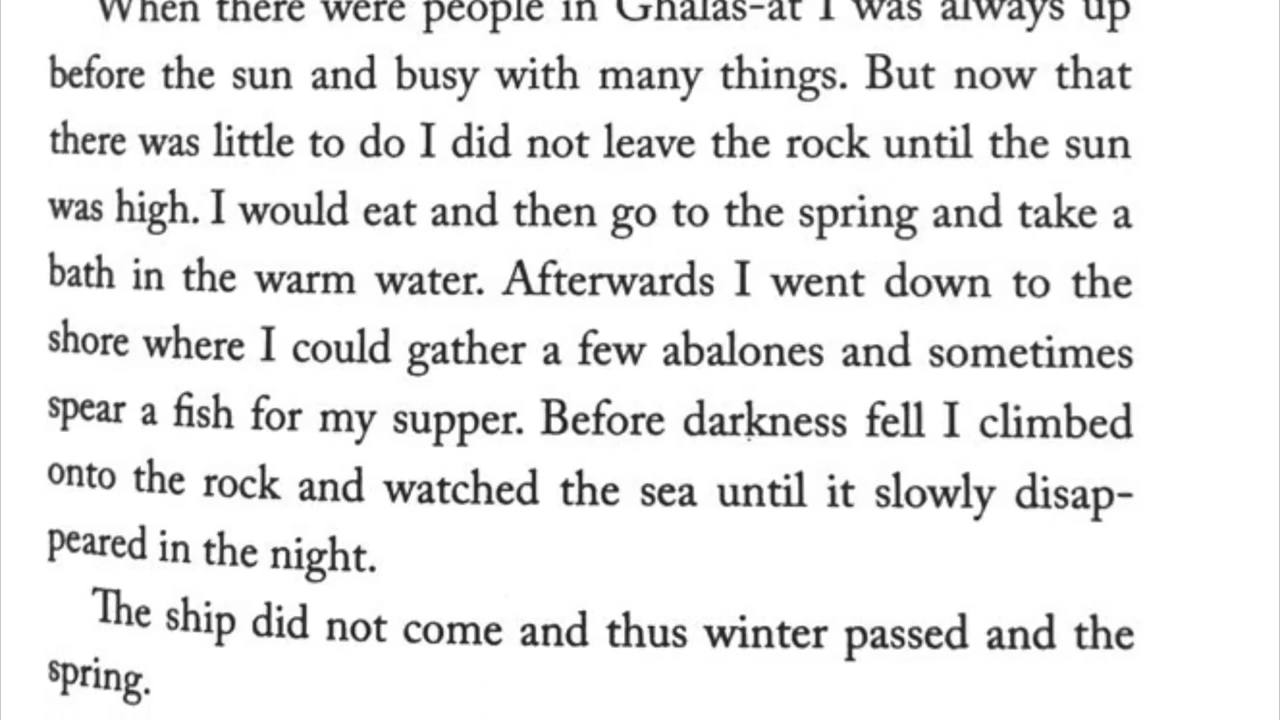 When there were people in Ghalas-at I was always up
before the sun and busy with many things. But now that
there was little to do I did not leave the rock until the sun
was high. I would eat and then go to the spring and take a
bath in the warm water. Afterwards I went down to the
shore where I could gather a few abalones and sometimes
spear a fish for my supper. Before darkness fell I climbed
onto the rock and watched the sea until it slowly disap-
peared in the night.
The ship did not come and thus winter passed and the
spring.